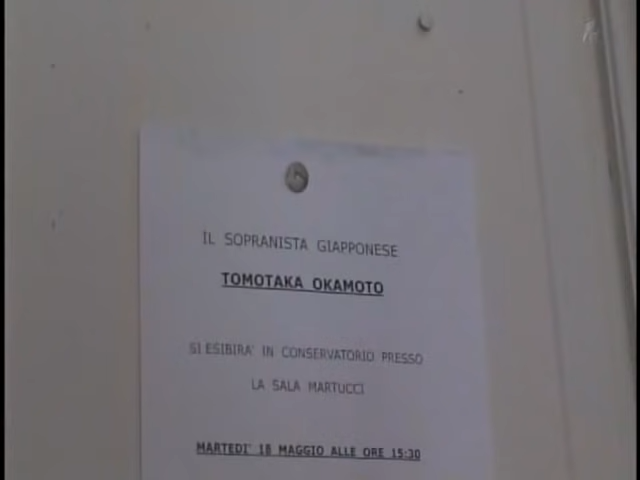 IL SOPRANISTA GIAPPONESE
TOMOTAKA OKAMOTO
SI ESIBIRA' IN CONSERVATORIO PRESSO
LA SALA MARTUCCI
MARTEDI' 18 MAGGIO ALLE ORE 15:30